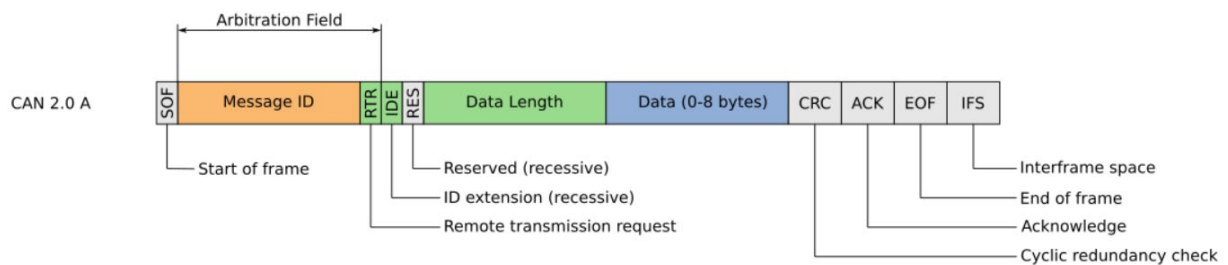 Arbitration Field
CAN 2.0 A
SOF
Message ID
RTR
IDE
RES
Data Length
Data (0-8 bytes)
CRC
ACK
EOF
IFS
Start of frame
Reserved (recessive)
Interframe space
ID extension (recessive)
End of frame
Remote transmission request
Acknowledge
Cyclic redundancy check